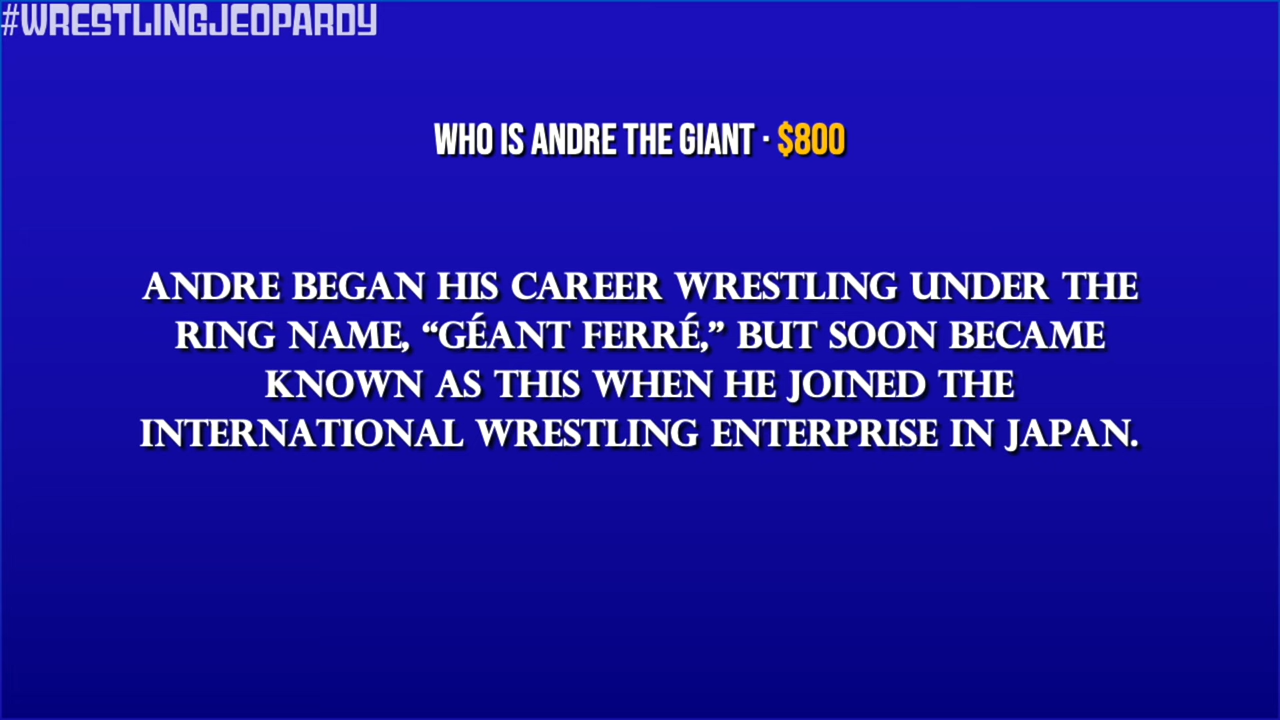 #WRESTLINGJEOPARDY
WHO IS ANDRE THE GIANT · $800
ANDRE BEGAN HIS CAREER WRESTLING UNDER THE
RING NAME, “GÉANT FERRÉ,” BUT SOON BECAME
KNOWN AS THIS WHEN HE JOINED THE
INTERNATIONAL WRESTLING ENTERPRISE IN JAPAN.